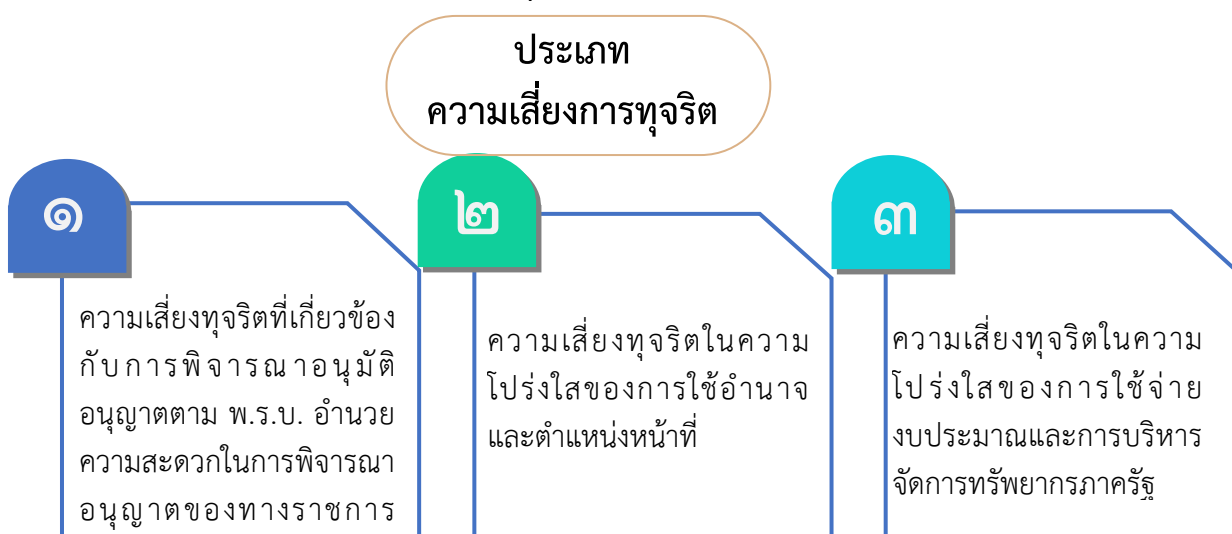 ประเภท
ความเสี่ยงการทุจริต
๑
ความเสี่ยงทุจริตที่เกี่ยวข้อง
กับการพิจารณาอนุมัติ
อนุญาตตาม พ.ร.บ. อำนวย
ความสะดวกในการพิจารณา
อนุญาตของทางราชการ
๒
ความเสี่ยงทุจริตในความ
โปร่งใสของการใช้อำนาจ
และตำแหน่งหน้าที่
๓
ความเสี่ยงทุจริตในความ
โปร่งใสของการใช้จ่าย
งบประมาณและการบริหาร
จัดการทรัพยากรภาครัฐ